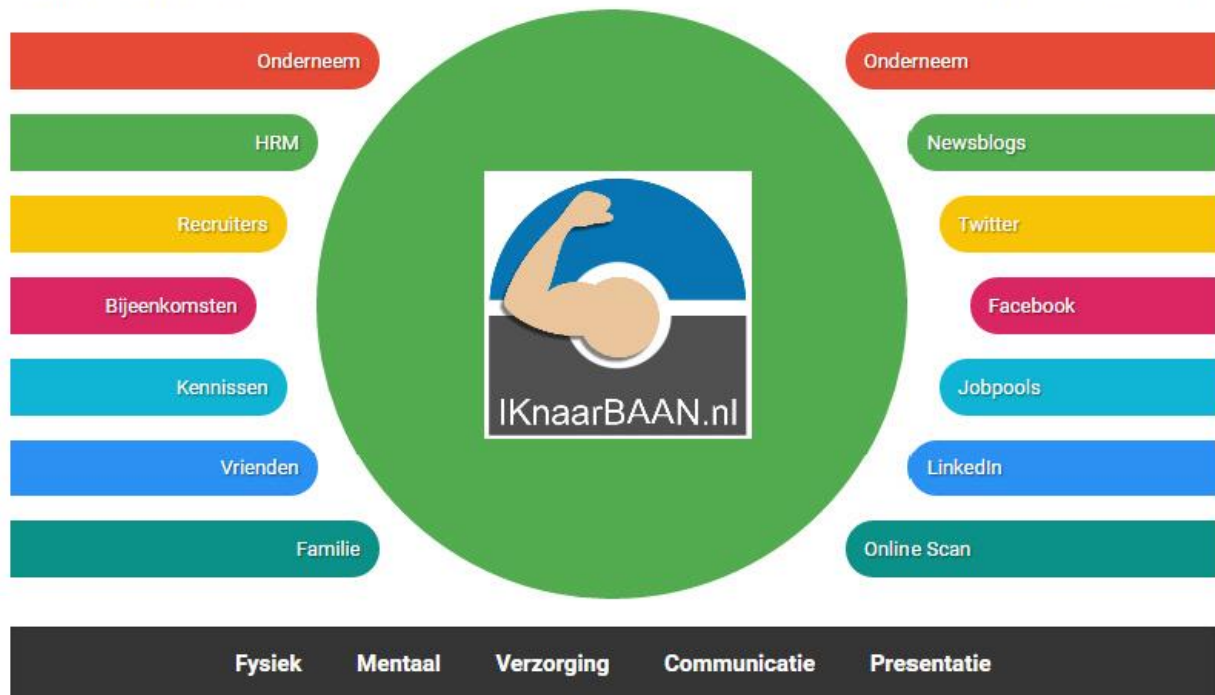 Onderneem
HRM
Recruiters
Bijeenkomsten
Kennissen
Vrienden
Familie
IKnaarBAAN.nl
Onderneem
Newsblogs
Twitter
Facebook
Jobpools
LinkedIn
Online Scan
Fysiek Mentaal Verzorging Communicatie Presentatie